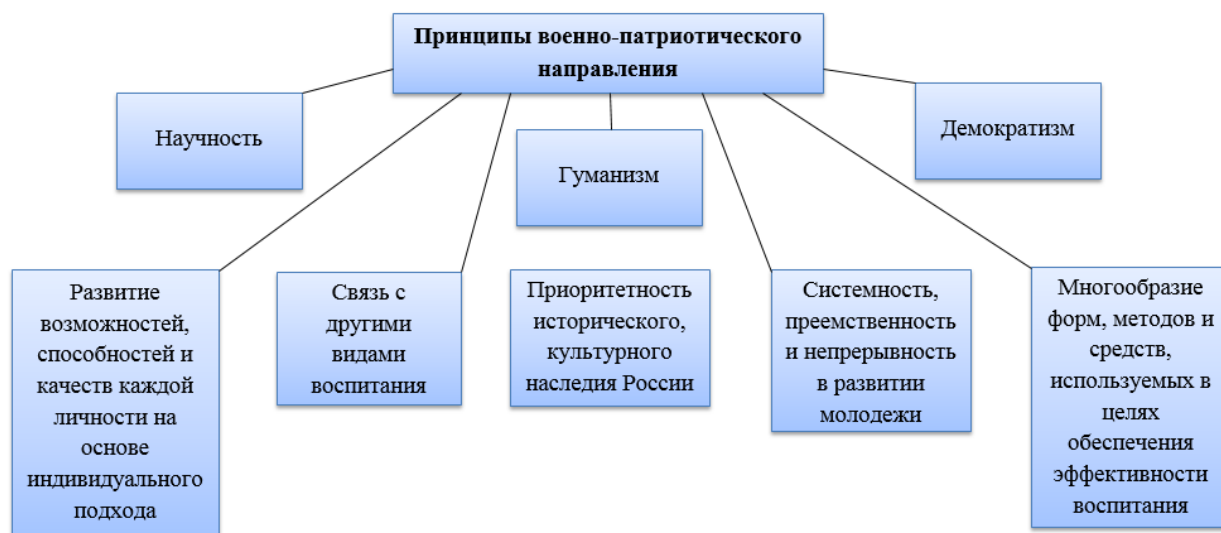 Принципы военно-патриотического
направления
Научность
Гуманизм
Демократизм
Развитие
возможностей,
способностей и
качеств каждой
личности на
основе
индивидуального
подхода
Связь с
другими
видами
воспитания
Приоритетность
исторического,
культурного
наследия России
Системность,
преемственность
и непрерывность
в развитии
молодежи
Многообразие
форм, методов и
средств,
используемых в
целях
обеспечения
эффективности
воспитания